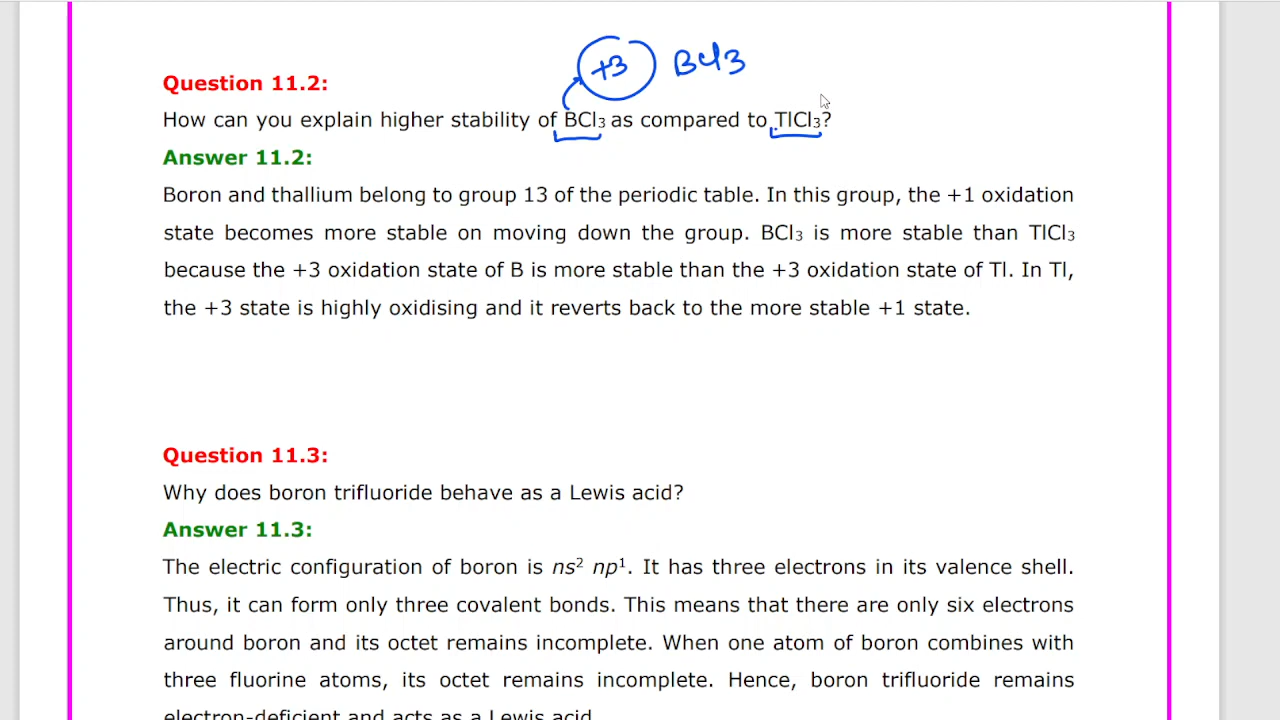 +3 BCl3
Question 11.2:
How can you explain higher stability of BCl₃ as compared to TlCl₃?
Answer 11.2:
Boron and thallium belong to group 13 of the periodic table. In this group, the +1 oxidation
state becomes more stable on moving down the group. BCl₃ is more stable than TlCl₃
because the +3 oxidation state of B is more stable than the +3 oxidation state of Tl. In Tl,
the +3 state is highly oxidising and it reverts back to the more stable +1 state.
Question 11.3:
Why does boron trifluoride behave as a Lewis acid?
Answer 11.3:
The electric configuration of boron is ns² np¹. It has three electrons in its valence shell.
Thus, it can form only three covalent bonds. This means that there are only six electrons
around boron and its octet remains incomplete. When one atom of boron combines with
three fluorine atoms, its octet remains incomplete. Hence, boron trifluoride remains
electron-deficient and acts as a Lewis acid.